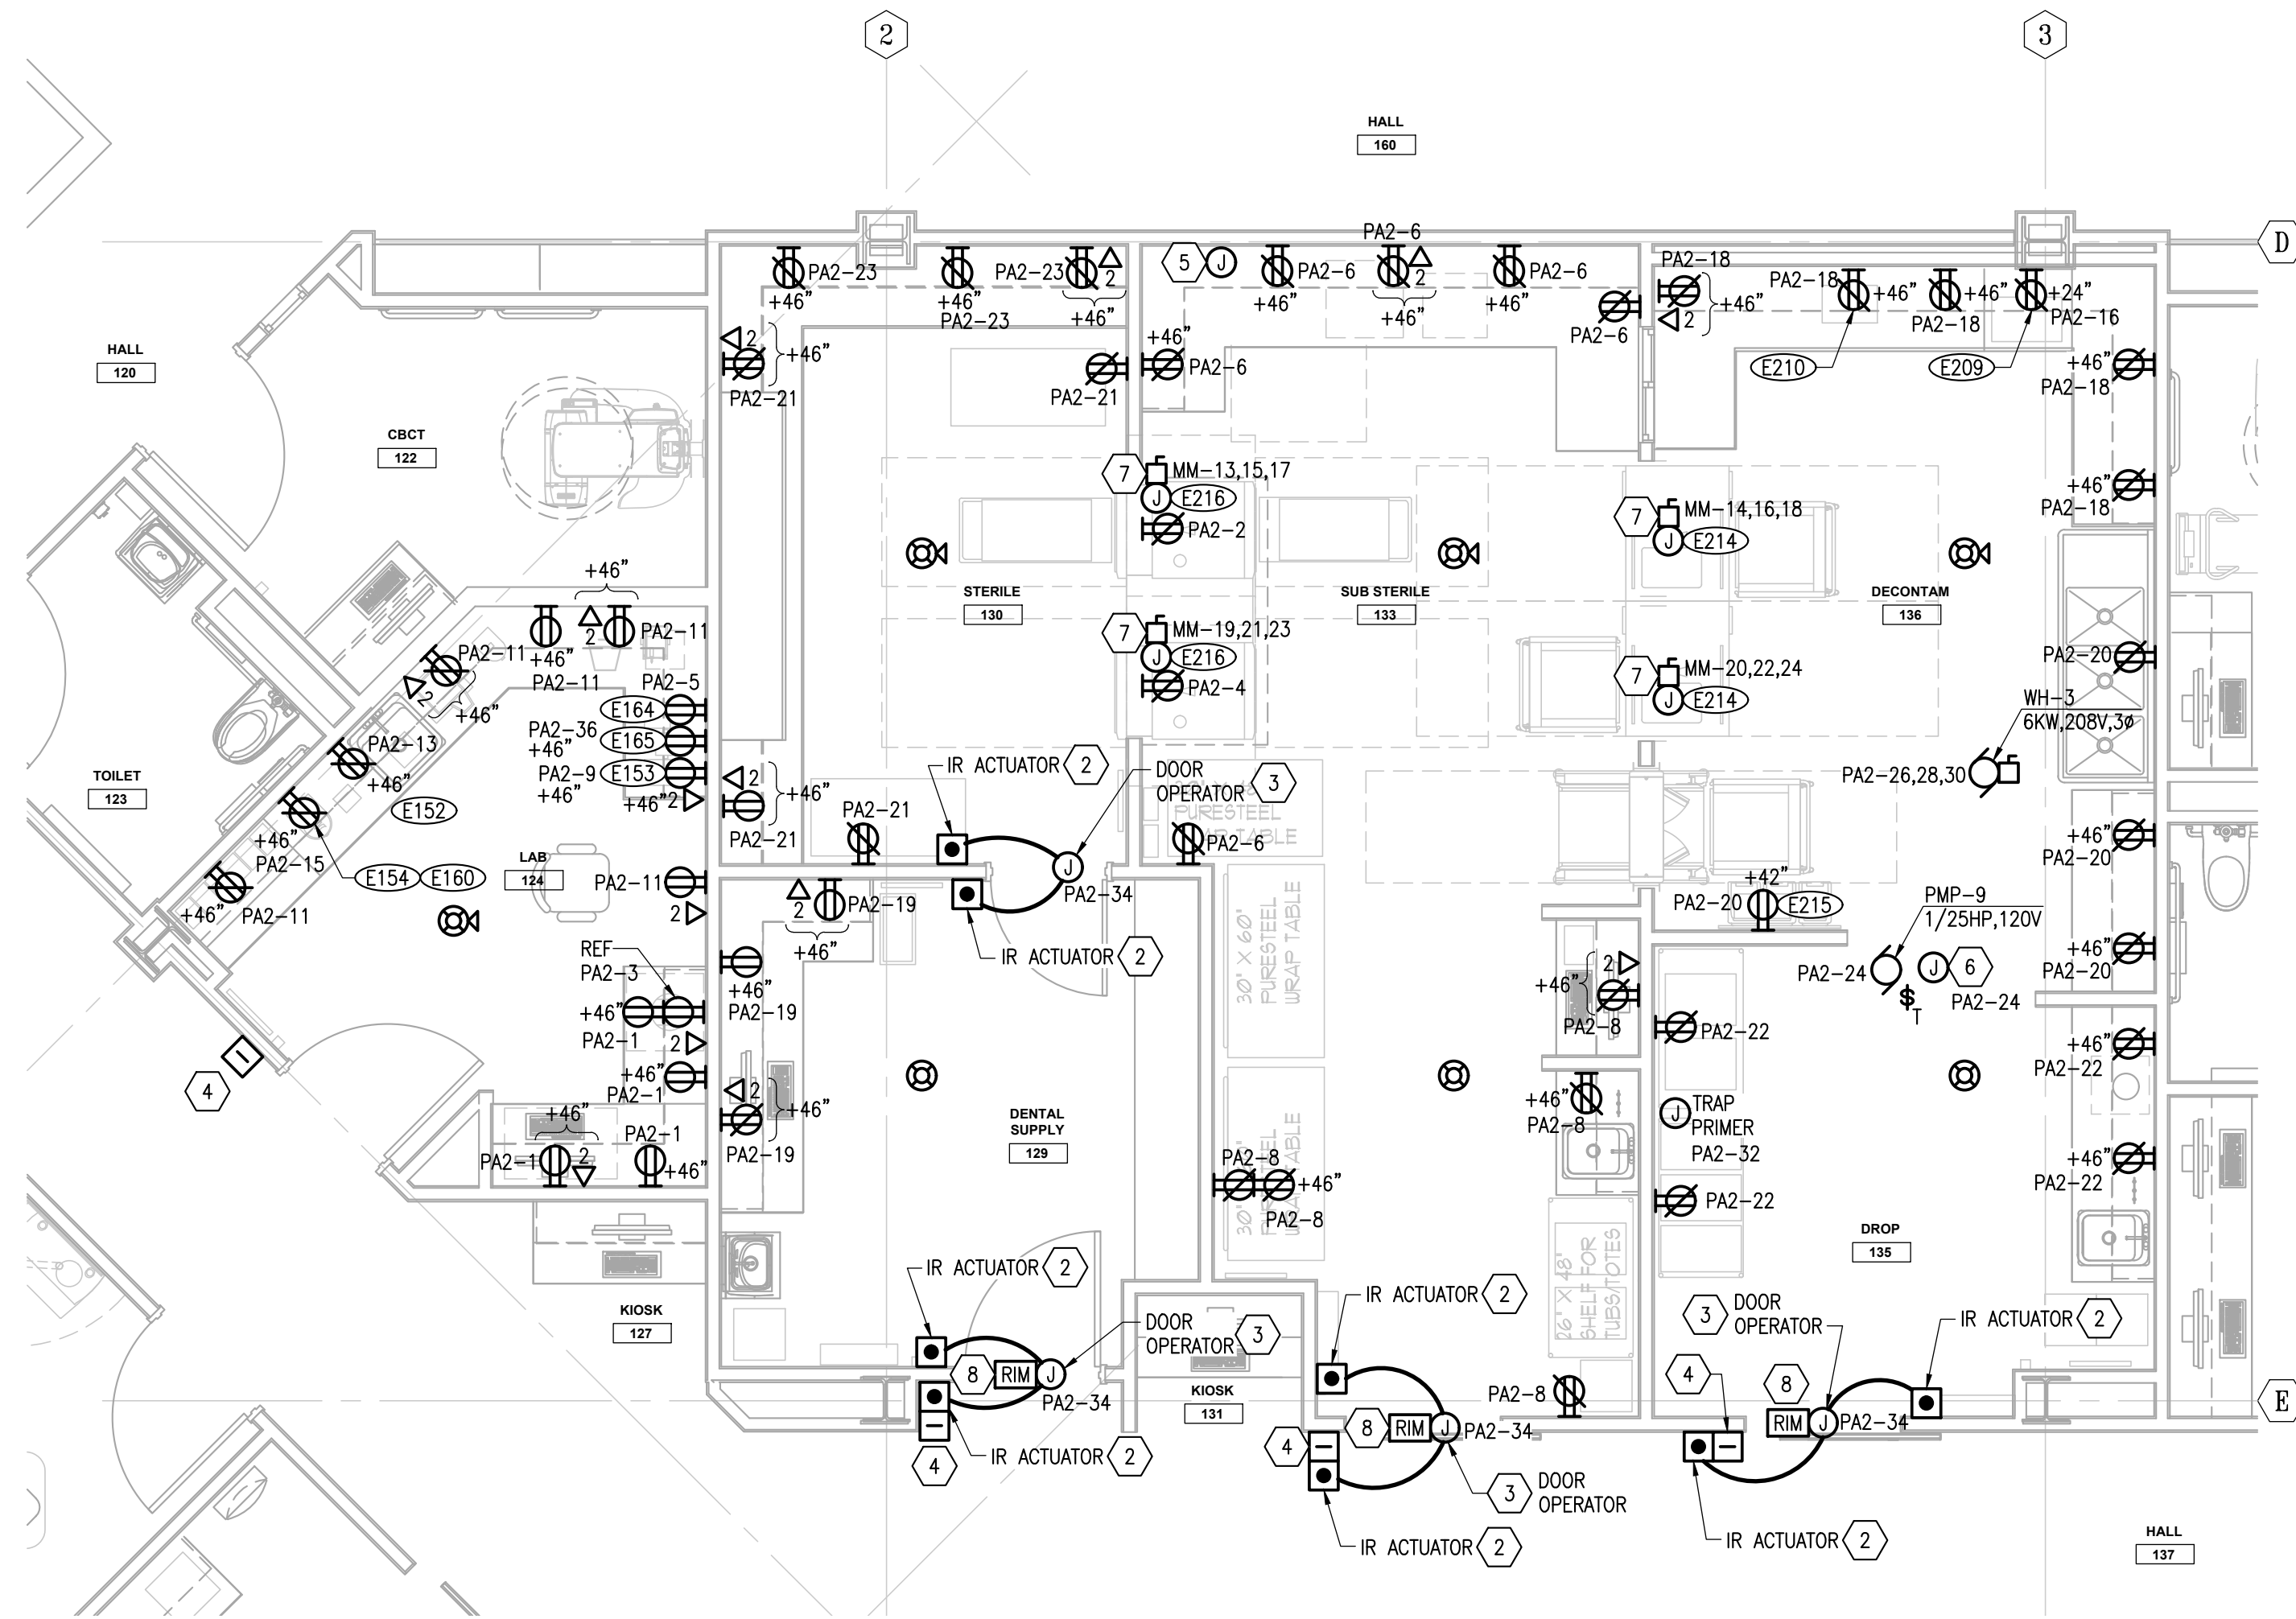 2
3
HALL
160
D
PA2-6
5
J
PA2-23
PA2-23
2
PA2-6
2
PA2-6
PA2-18
PA2-18
+46"
+46"
+24"
+46"
+46"
+46"
+46"
+46"
+46"
2
+46"
PA2-23
PA2-6
PA2-18
PA2-16
2
+46"
+46"
HALL
120
PA2-6
E210
E209
+46"
PA2-18
PA2-21
PA2-21
CBCT
122
7
MM-13,15,17
J
E216
PA2-2
+46"
PA2-18
7
MM-14,16,18
J
E214
+46"
STERILE
130
SUB STERILE
133
DECONTAM
136
2
PA2-11
+46"
PA2-11
7
MM-19,21,23
J
E216
PA2-4
PA2-11
2
+46"
PA2-20
7
MM-20,22,24
J
E214
PA2-5
E164
WH-3
6KW,208V,3ø
PA2-36
+46"
E165
PA2-13
+46"
PA2-9
+46"
E153
+46"
2
2
+46"
PA2-21
IR ACTUATOR
2
DOOR
OPERATOR
3
PA2-26,28,30
TOILET
123
E152
PURESTEEL
PA2-21
PA2-6
+46"
PA2-20
+46"
PA2-15
LAB
124
E154
E160
PA2-11
J
PA2-34
+42"
PA2-20
E215
PMP-9
1/25HP,120V
+46"
PA2-11
2
2
PA2-19
+46"
30" X 60"
PURESTEEL
WRAP TABLE
REF
PA2-3
IR ACTUATOR
2
2
+46"
PA2-8
PA2-24
J
6
PA2-24
$
T
+46"
PA2-20
+46"
PA2-1
+46"
PA2-19
PA2-22
2
+46"
PA2-1
+46"
PA2-22
4
2
+46"
PA2-19
DENTAL
SUPPLY
129
+46"
PA2-8
J
TRAP
PRIMER
PA2-32
+46"
PA2-1
PA2-1
2
+46"
PA2-8
+46"
PA2-8
WRAP TABLE
+46"
PA2-22
PA2-22
DROP
135
26" X 48"
SHELF FOR
TUBS/TOTES
IR ACTUATOR
2
IR ACTUATOR
2
3
DOOR
OPERATOR
IR ACTUATOR
2
KIOSK
127
DOOR
OPERATOR
3
8
RIM
J
PA2-34
4
8
RIM
J
PA2-34
KIOSK
131
PA2-8
E
4
IR ACTUATOR
2
4
8
RIM
J
PA2-34
3
DOOR
OPERATOR
IR ACTUATOR
2
IR ACTUATOR
2
HALL
137